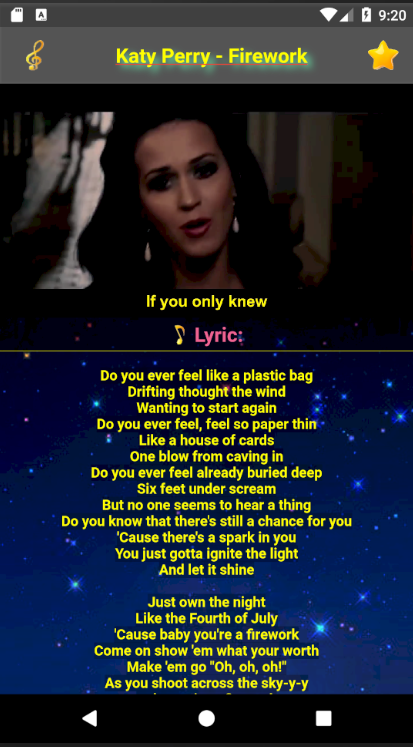 9:20
A
Katy Perry - Firework
If you only knew
Lyric:
Do you ever feel like a plastic bag
Drifting thought the wind
Wanting to start again
Do you ever feel, feel so paper thin
Like a house of cards
One blow from caving in
Do you ever feel already buried deep
Six feet under scream
But no one seems to hear a thing
Do you know that there's still a chance for you
'Cause there's a spark in you
You just gotta ignite the light
And let it shine
Just own the night
Like the Fourth of July
'Cause baby you're a firework
Come on show 'em what your worth
Make 'em go "Oh, oh, oh!"
As you shoot across the sky-y-y